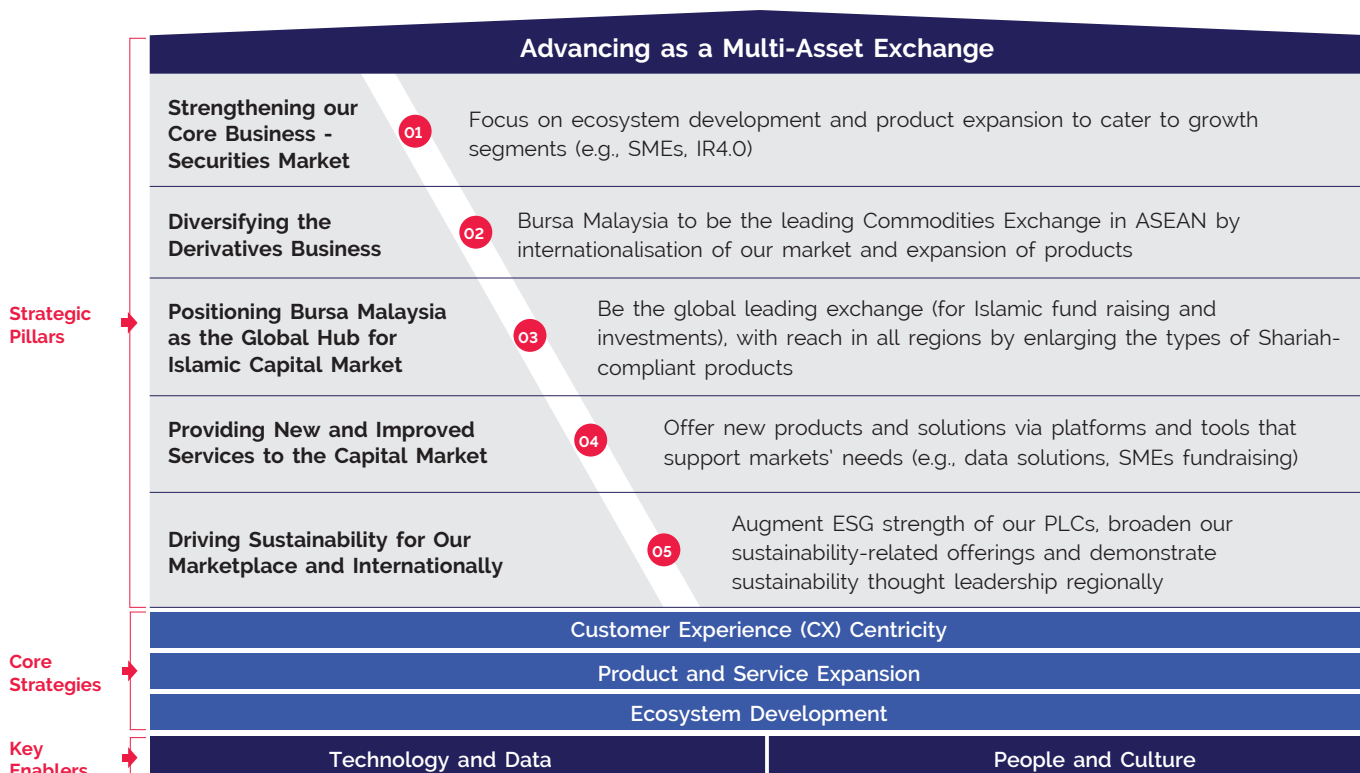 Advancing as a Multi-Asset Exchange
Strategic
Pillars
Strengthening our
Core Business -
Securities Market
01
Focus on ecosystem development and product expansion to cater to growth
segments (e.g., SMEs, IR4.0)
Diversifying the
Derivatives Business
02
Bursa Malaysia to be the leading Commodities Exchange in ASEAN by
internationalisation of our market and expansion of products
Positioning Bursa Malaysia
as the Global Hub for
Islamic Capital Market
03
Be the global leading exchange (for Islamic fund raising and
investments), with reach in all regions by enlarging the types of Shariah-
compliant products
Providing New and Improved
Services to the Capital Market
04
Offer new products and solutions via platforms and tools that
support markets’ needs (e.g., data solutions, SMEs fundraising)
Driving Sustainability for Our
Marketplace and Internationally
05
Augment ESG strength of our PLCs, broaden our
sustainability-related offerings and demonstrate
sustainability thought leadership regionally
Core
Strategies
Customer Experience (CX) Centricity
Product and Service Expansion
Ecosystem Development
Key
Enablers
Technology and Data
People and Culture